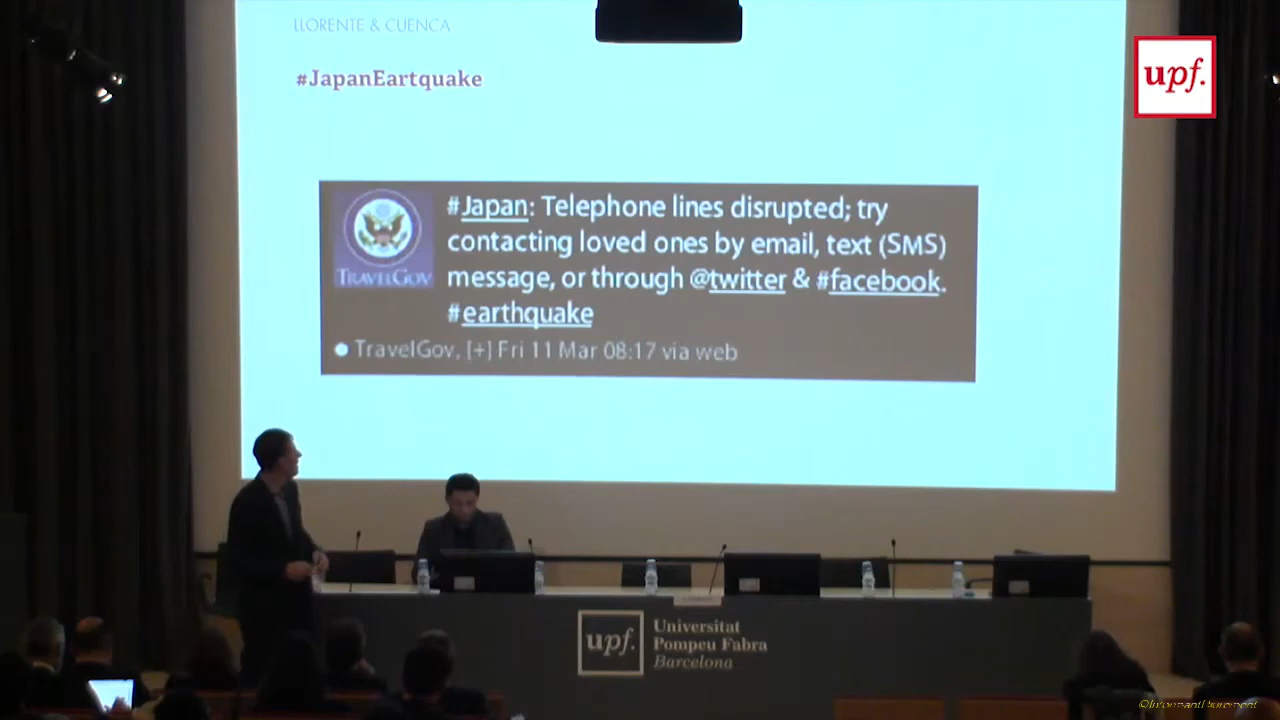 LLORENTE & CUENCA
#JapanEartquake
upf.
#Japan: Telephone lines disrupted; try
contacting loved ones by email, text (SMS)
message, or through @twitter & #facebook.
#earthquake
TRAVELGOV
TravelGov, [+] Fri 11 Mar 08:17 via web
upf.
Universitat
Pompeu Fabra
Barcelona